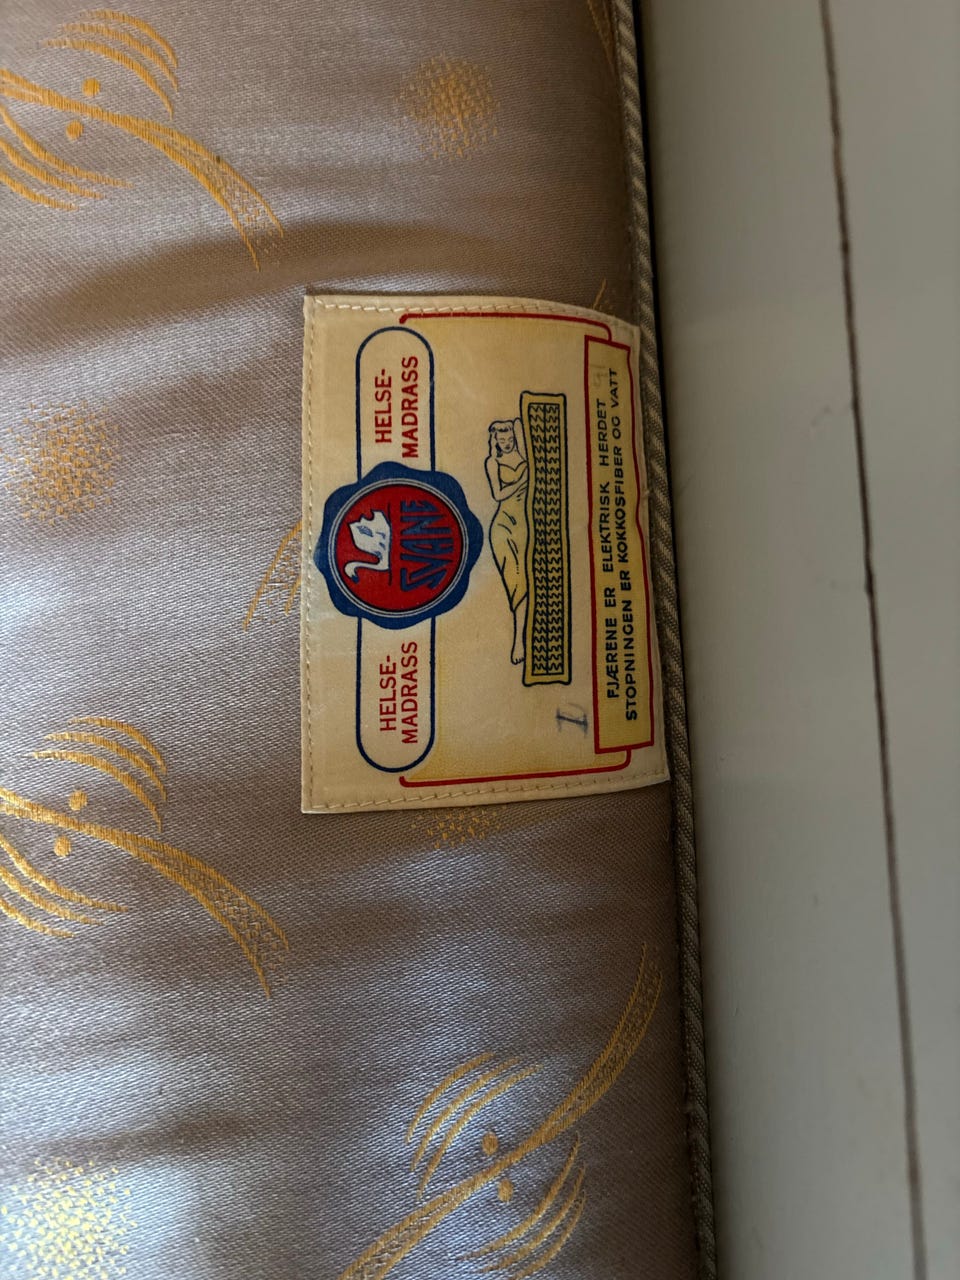 HELSE-
MADRASS
SVANE
HELSE-
MADRASS
FJÆRENE ER ELEKTRISK HERDET
STOPNINGEN ER KOKKOSFIBER OG VATT
I